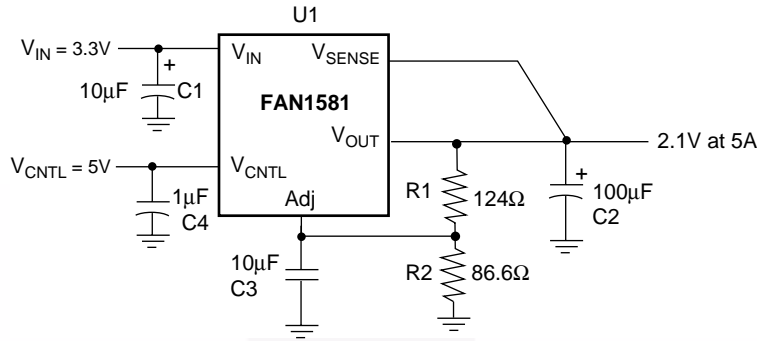 U1
V_IN = 3.3V
V_IN
V_SENSE
+
10μF
C1
FAN1581
V_OUT
2.1V at 5A
V_CNTL = 5V
V_CNTL
R1
124Ω
+
100μF
C2
1μF
C4
Adj
10μF
C3
R2
86.6Ω